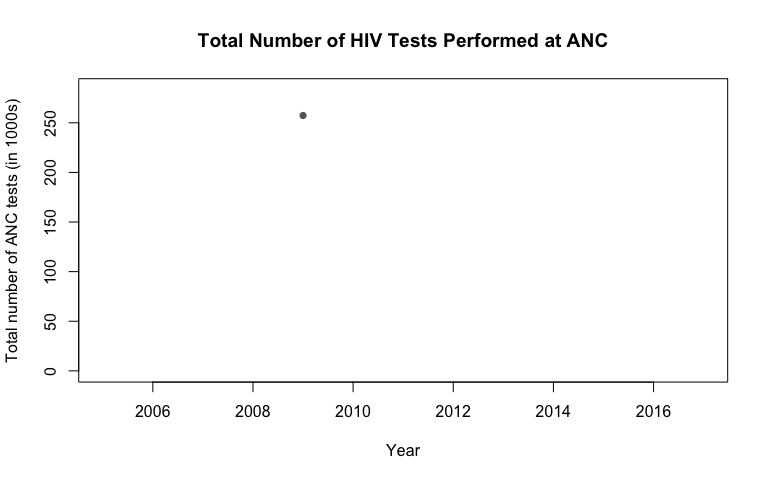 Total Number of HIV Tests Performed at ANC
Total number of ANC tests (in 1000s)
250
200
150
100
50
0
2006 2008 2010 2012 2014 2016
Year